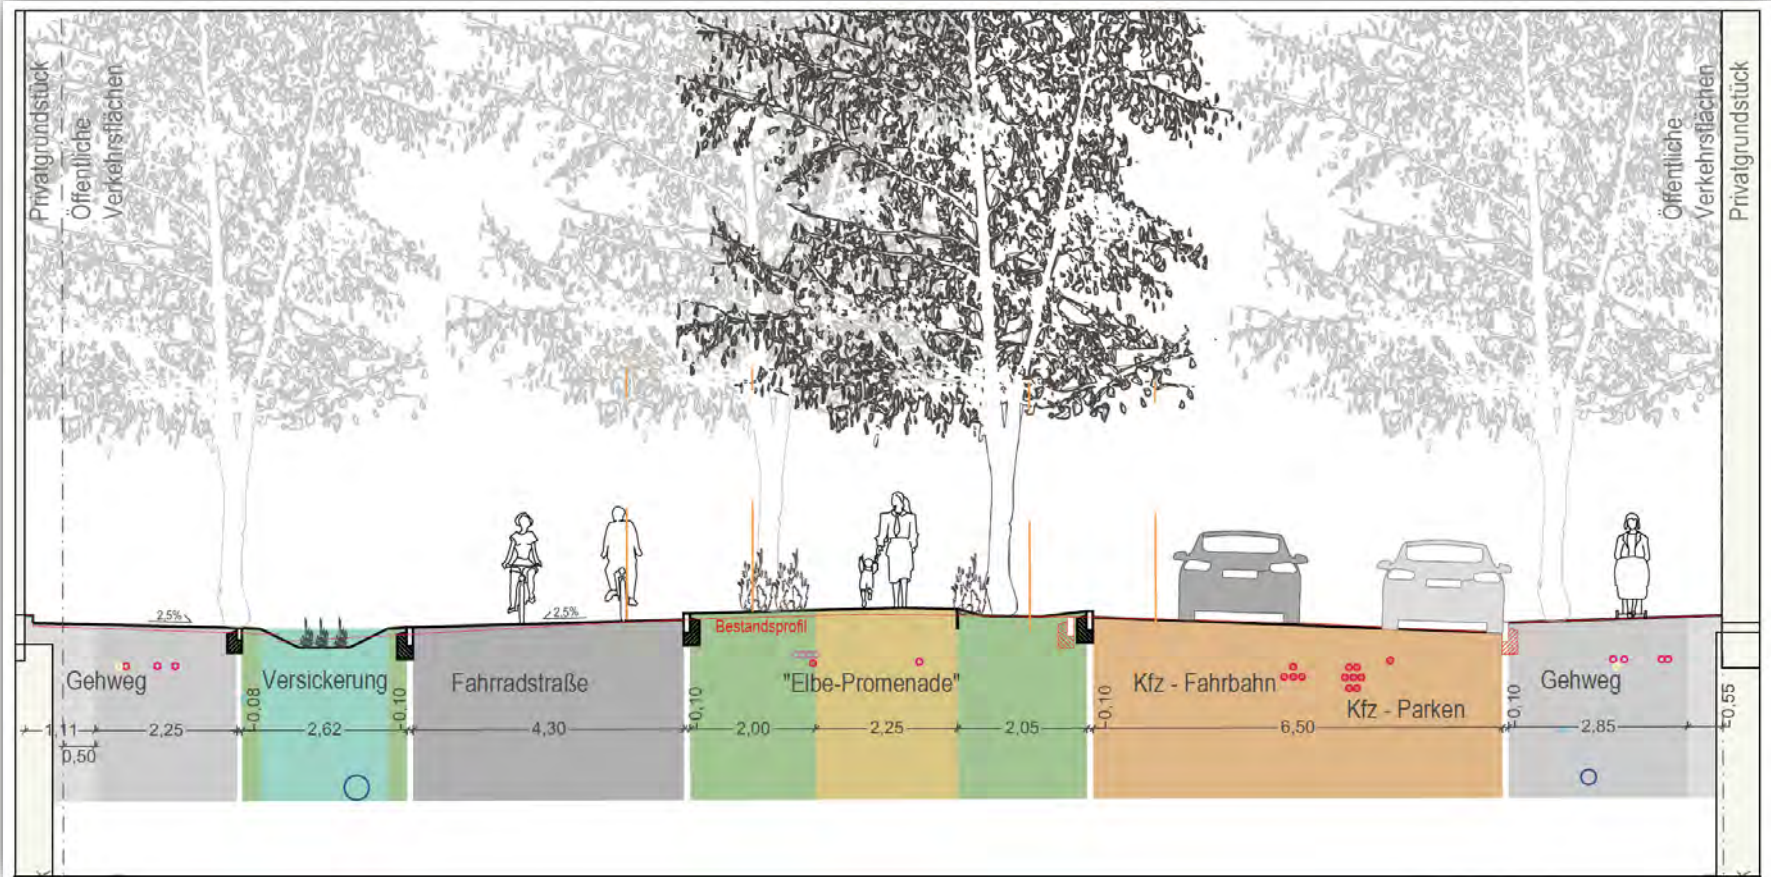 Privatgrundstück
Öffentliche
Verkehrsflächen
Öffentliche
Verkehrsflächen
Privatgrundstück
2,5%
2,5%
Bestandsprofil
Gehweg
Versickerung
Fahrradstraße
"Elbe-Promenade"
Kfz - Fahrbahn
Kfz - Parken
Gehweg
1,11
2,25
0,08
2,62
0,10
4,30
0,10
2,00
2,25
2,05
0,10
6,50
0,10
2,85
0,55
0,50